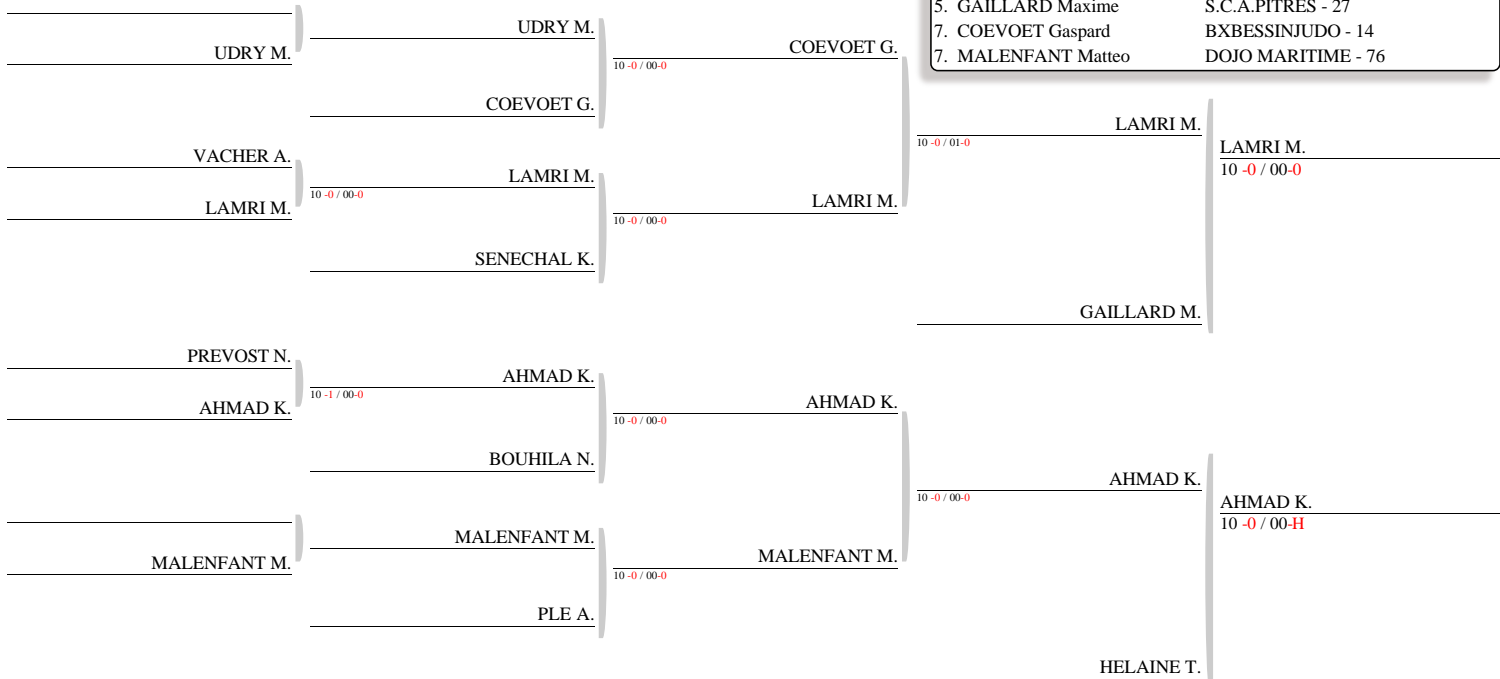 5. GAILLARD Maxime S.C.A.PITRES - 27
7. COEVOET Gaspard BXBESSINJUDO - 14
7. MALENFANT Matteo DOJO MARITIME - 76
UDRY M.
VACHER A.
LAMRI M.
PREVOST N.
AHMAD K.
MALENFANT M.
UDRY M.
COEVOET G.
LAMRI M.
10 -0 / 00-0
SENECHAL K.
AHMAD K.
10 -1 / 00-0
BOUHILA N.
MALENFANT M.
PLE A.
COEVOET G.
10 -0 / 00-0
LAMRI M.
10 -0 / 00-0
AHMAD K.
10 -0 / 00-0
MALENFANT M.
10 -0 / 00-0
LAMRI M.
10 -0 / 01-0
GAILLARD M.
AHMAD K.
10 -0 / 00-0
HELAINE T.
LAMRI M.
10 -0 / 00-0
AHMAD K.
10 -0 / 00-H